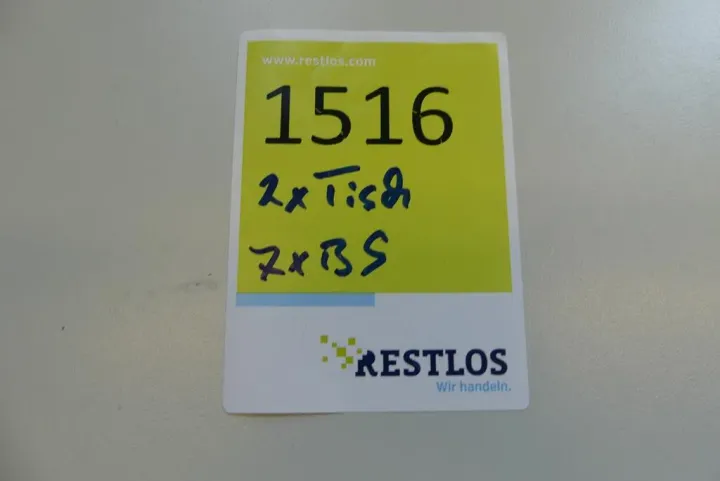 www.restlos.com
1516
2x Tisch
7x BS
RESTLOS
Wir handeln.